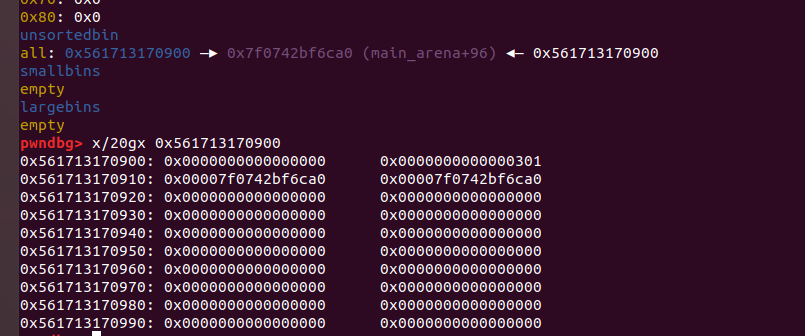 0x70: 0x0
0x80: 0x0
unsortedbin
all: 0x561713170900 —▸ 0x7f0742bf6ca0 (main_arena+96) ◂— 0x561713170900
smallbins
empty
largebins
empty
pwndbg> x/20gx 0x561713170900
0x561713170900: 0x0000000000000000 0x0000000000000301
0x561713170910: 0x00007f0742bf6ca0 0x00007f0742bf6ca0
0x561713170920: 0x0000000000000000 0x0000000000000000
0x561713170930: 0x0000000000000000 0x0000000000000000
0x561713170940: 0x0000000000000000 0x0000000000000000
0x561713170950: 0x0000000000000000 0x0000000000000000
0x561713170960: 0x0000000000000000 0x0000000000000000
0x561713170970: 0x0000000000000000 0x0000000000000000
0x561713170980: 0x0000000000000000 0x0000000000000000
0x561713170990: 0x0000000000000000 0x0000000000000000